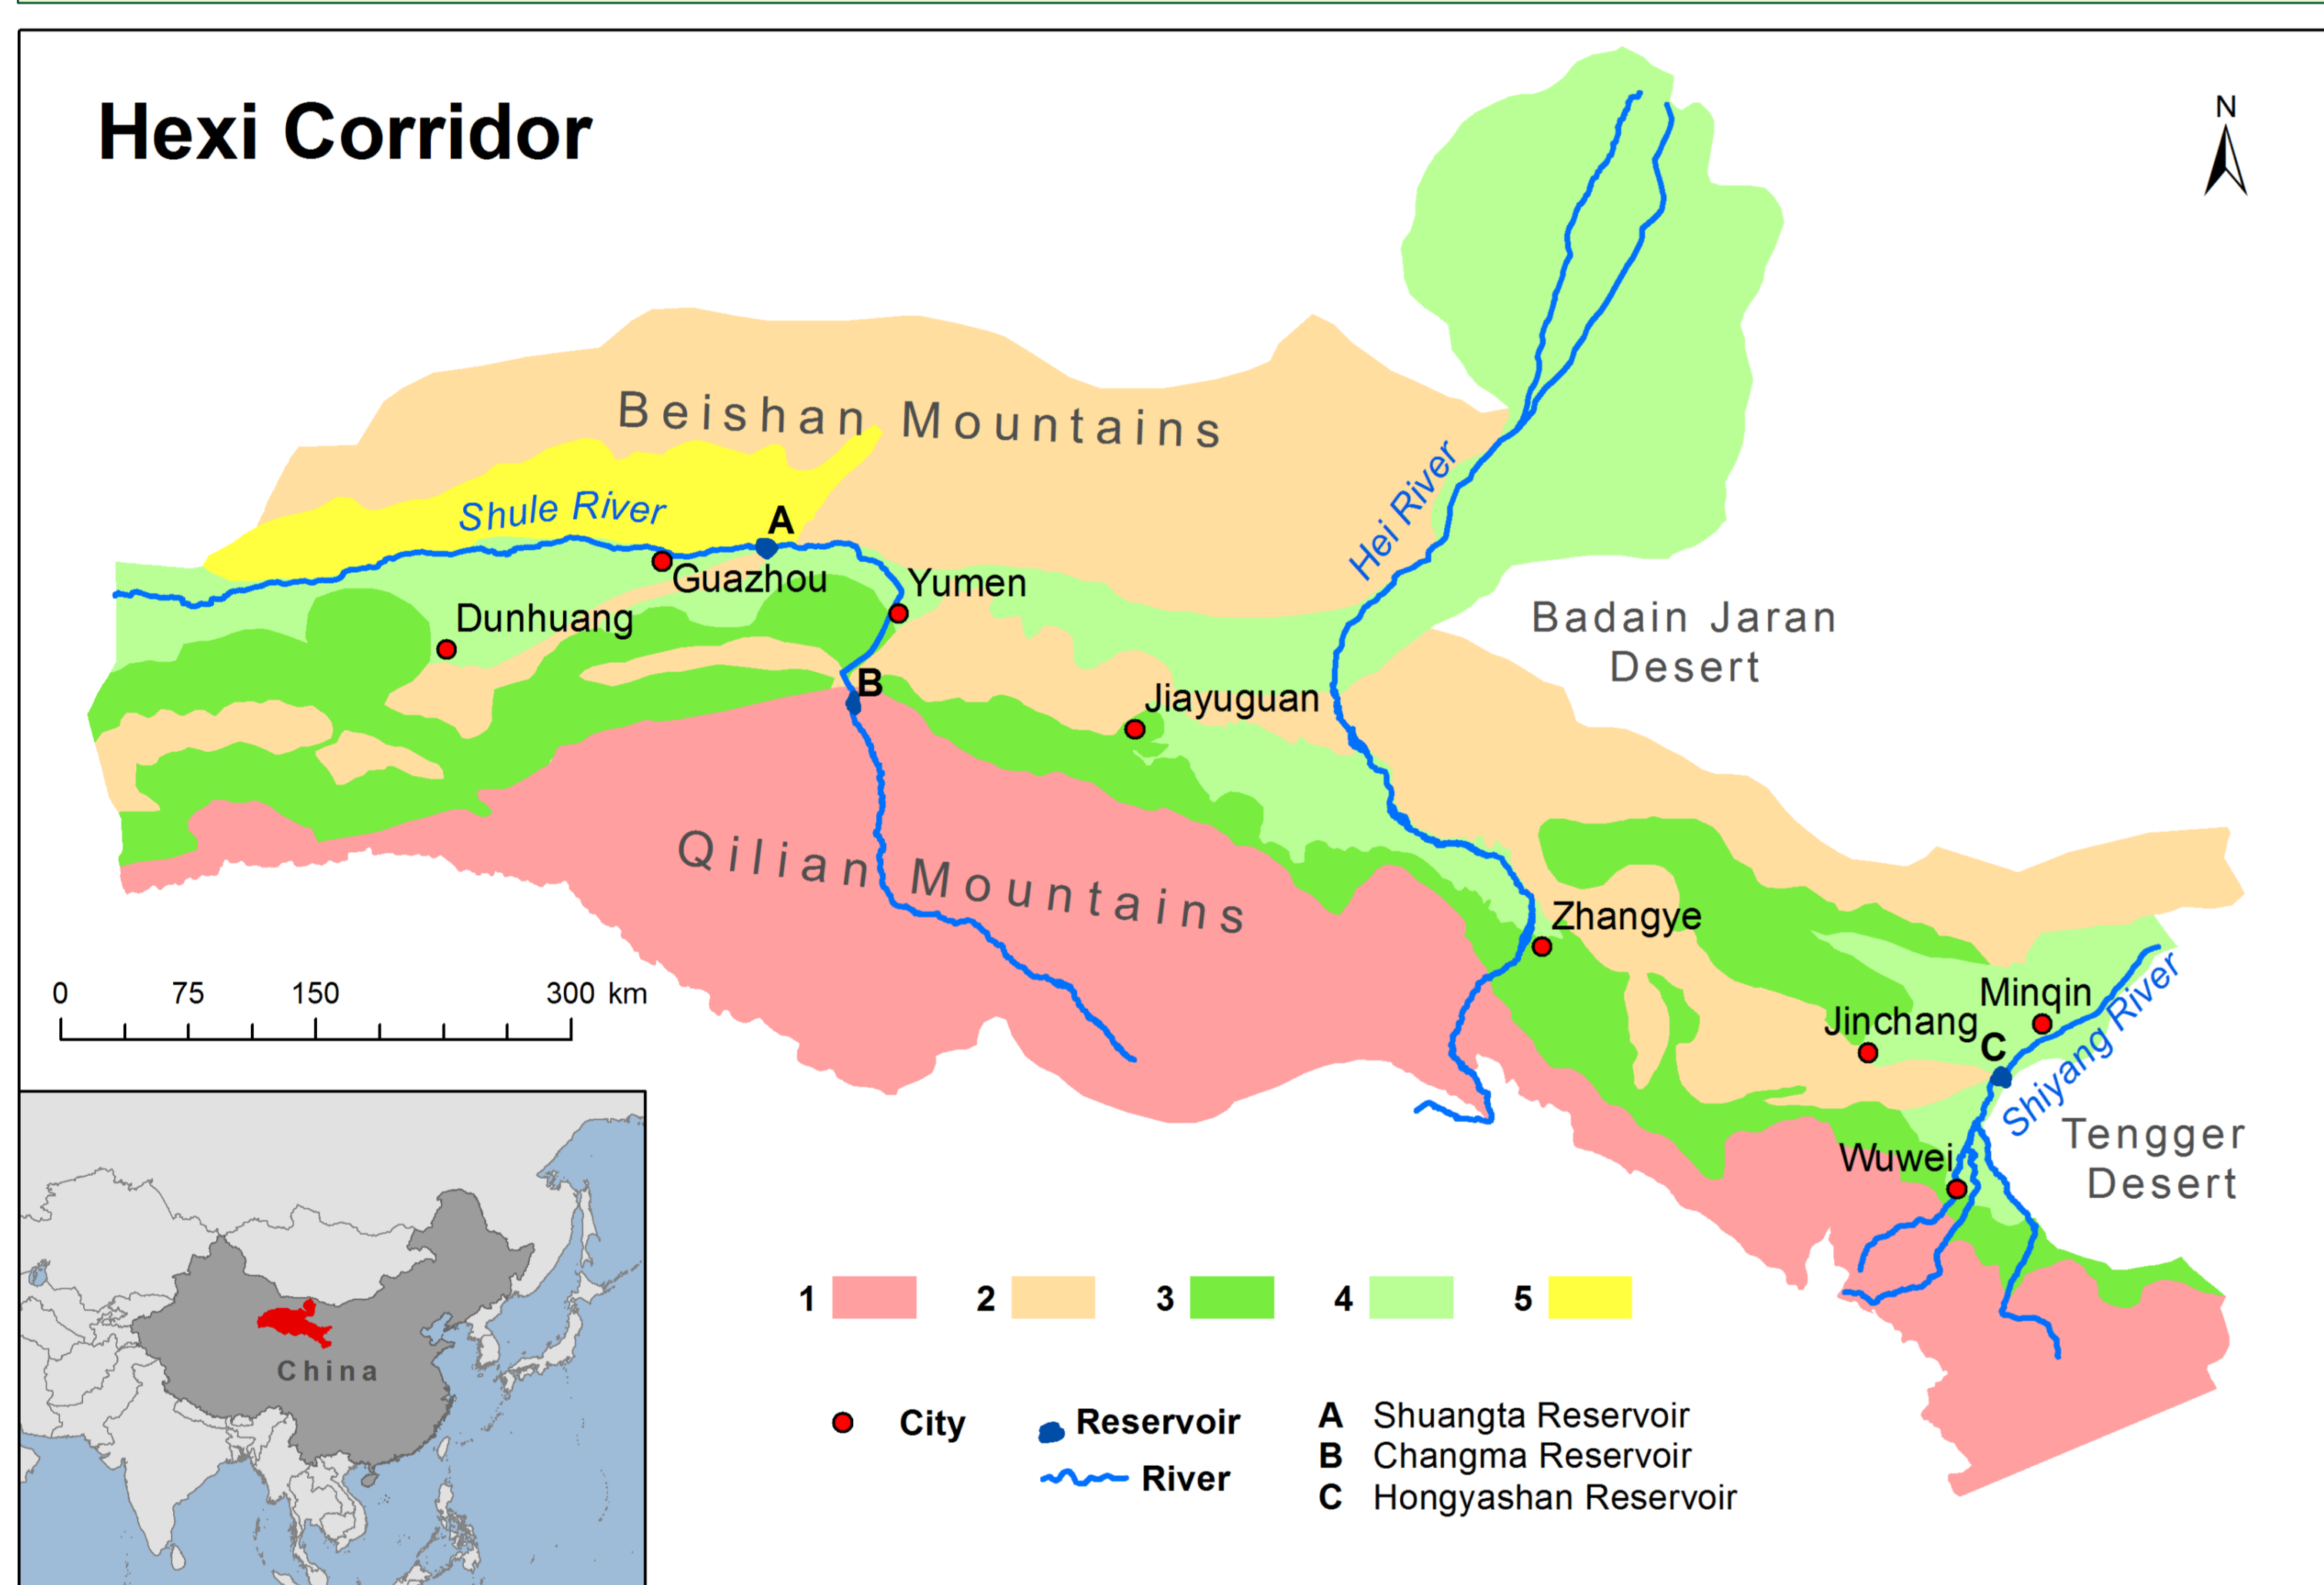 Hexi Corridor
N
Beishan Mountains
Shule River
A
Guazhou
Yumen
Dunhuang
Hei River
Badain Jaran
Desert
B
Jiayuguan
Qilian Mountains
Zhangye
0 75 150 300 km
Minqin
Jinchang
C
Shiyang River
Tengger
Desert
Wuwei
1 2 3 4 5
China
City
Reservoir
River
A Shuangta Reservoir
B Changma Reservoir
C Hongyashan Reservoir